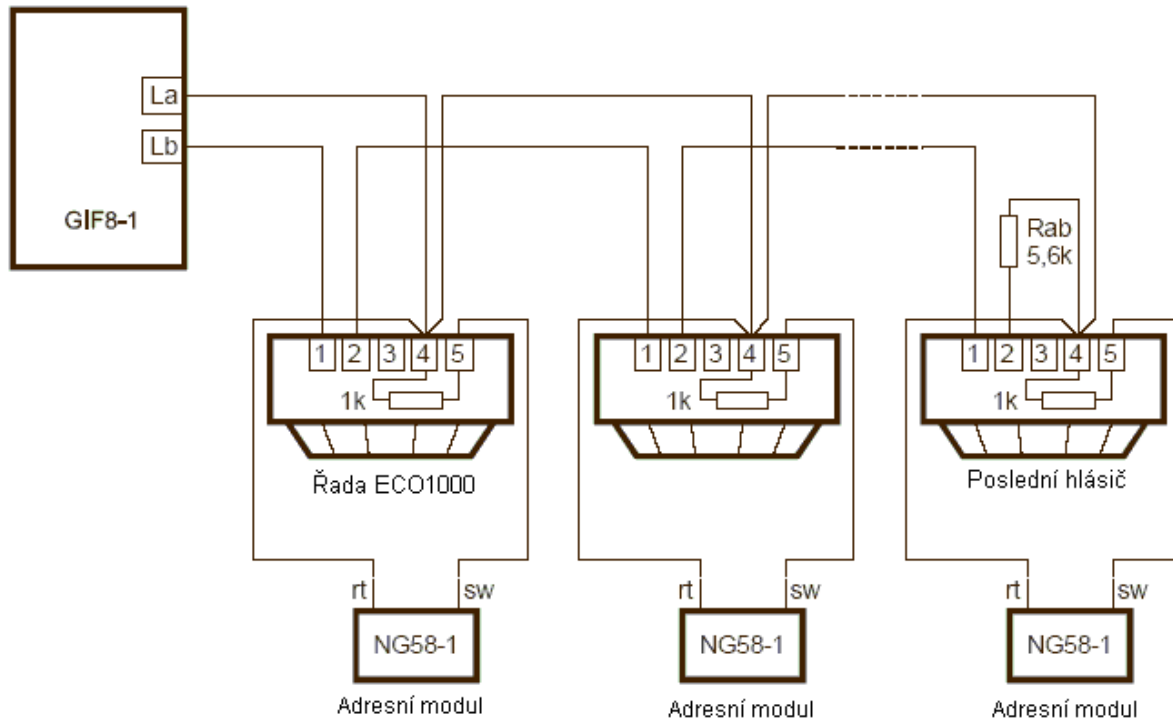 La
Lb
GIF8-1
Rab
5,6k
1 2 3 4 5
1k
1 2 3 4 5
1k
1 2 3 4 5
1k
Řada ECO1000
Poslední hlásič
rt sw
rt sw
rt sw
NG58-1
NG58-1
NG58-1
Adresní modul
Adresní modul
Adresní modul